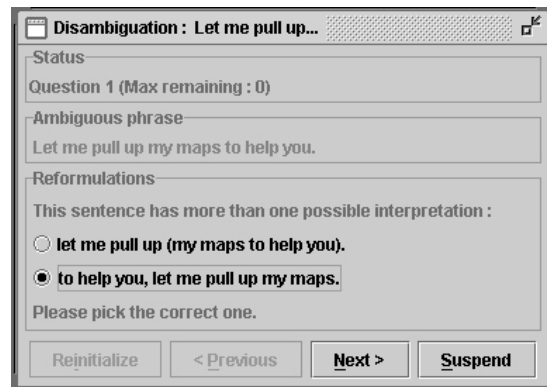 Disambiguation : Let me pull up...
Status
Question 1 (Max remaining : 0)
Ambiguous phrase
Let me pull up my maps to help you.
Reformulations
This sentence has more than one possible interpretation :
let me pull up (my maps to help you).
to help you, let me pull up my maps.
Please pick the correct one.
Reinitialize < Previous Next > Suspend